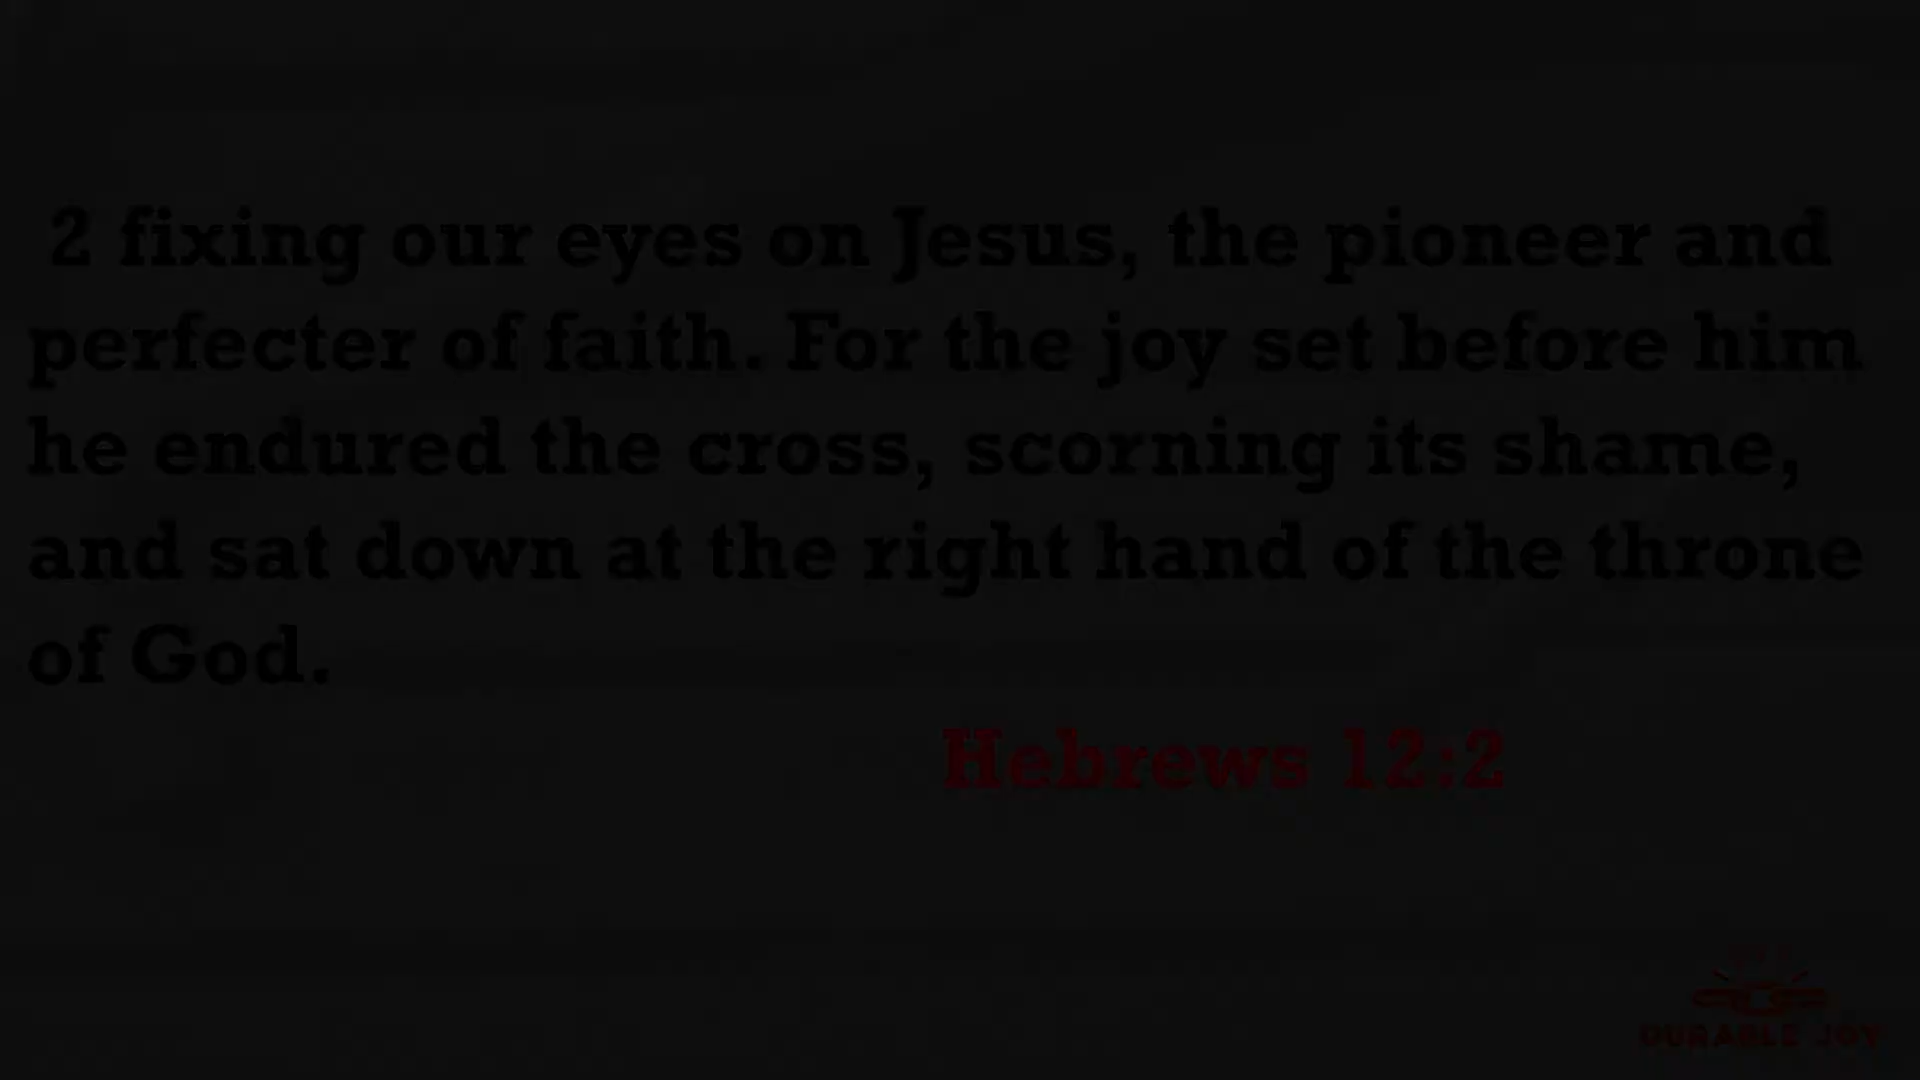 2 fixing our eyes on Jesus, the pioneer and
perfecter of faith. For the joy set before him
he endured the cross, scorning its shame,
and sat down at the right hand of the throne
of God.
Hebrews 12:2
DURABLE JOY